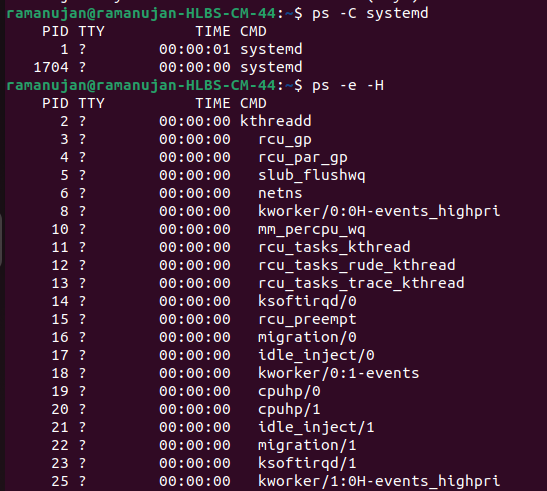 ramanujan@ramanujan-HLBS-CM-44:~$ ps -C systemd
    PID TTY          TIME CMD
      1 ?        00:00:01 systemd
   1704 ?        00:00:00 systemd
ramanujan@ramanujan-HLBS-CM-44:~$ ps -e -H
    PID TTY          TIME CMD
      2 ?        00:00:00 kthreadd
      3 ?        00:00:00   rcu_gp
      4 ?        00:00:00   rcu_par_gp
      5 ?        00:00:00   slub_flushwq
      6 ?        00:00:00   netns
      8 ?        00:00:00   kworker/0:0H-events_highpri
     10 ?        00:00:00   mm_percpu_wq
     11 ?        00:00:00   rcu_tasks_kthread
     12 ?        00:00:00   rcu_tasks_rude_kthread
     13 ?        00:00:00   rcu_tasks_trace_kthread
     14 ?        00:00:00   ksoftirqd/0
     15 ?        00:00:00   rcu_preempt
     16 ?        00:00:00   migration/0
     17 ?        00:00:00   idle_inject/0
     18 ?        00:00:00   kworker/0:1-events
     19 ?        00:00:00   cpuhp/0
     20 ?        00:00:00   cpuhp/1
     21 ?        00:00:00   idle_inject/1
     22 ?        00:00:00   migration/1
     23 ?        00:00:00   ksoftirqd/1
     25 ?        00:00:00   kworker/1:0H-events_highpri